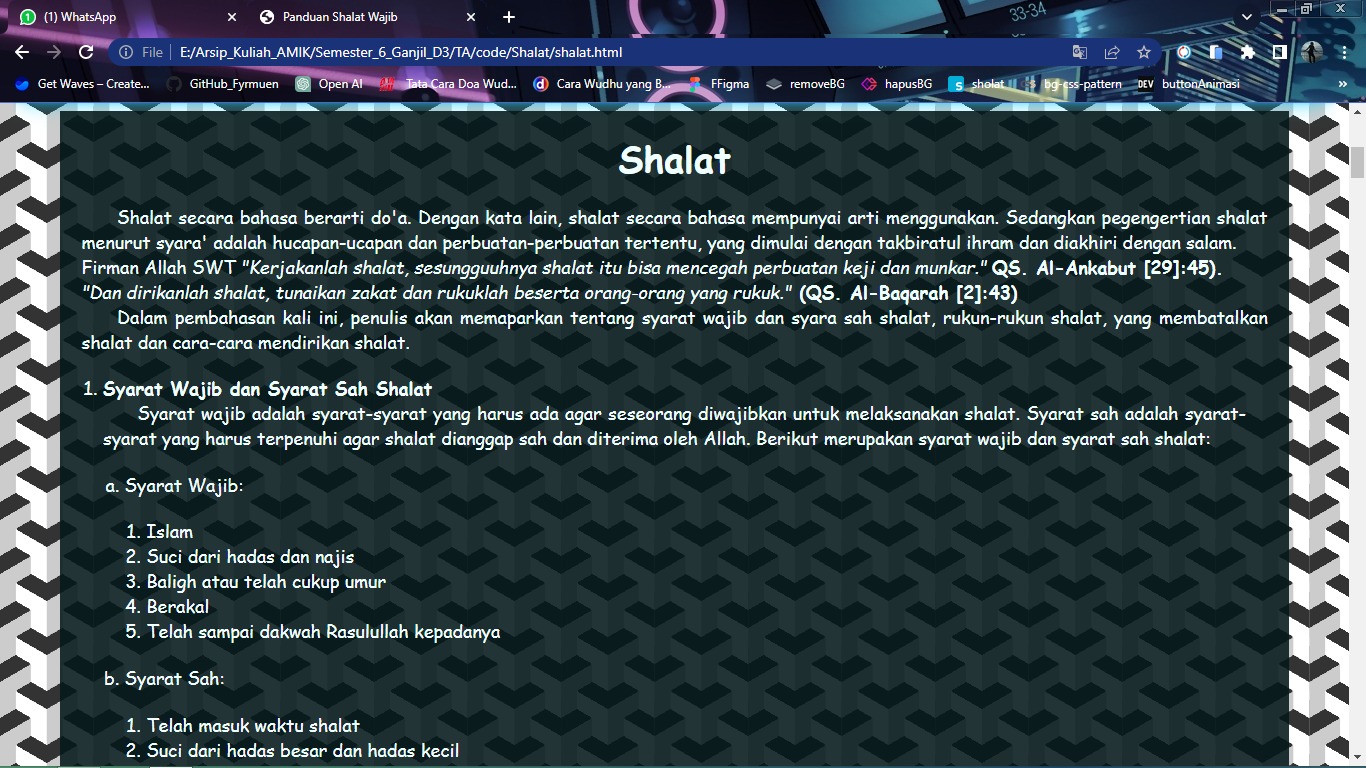 (1) WhatsApp
Panduan Shalat Wajib
33-34
File
E:/Arsip_Kuliah_AMIK/Semester_6_Ganjil_D3/TA/code/Shalat/shalat.html
Get Waves – Create...
GitHub_Fyrmuen
Open AI
Tata Cara Doa Wud...
Cara Wudhu yang B...
FFigma
removeBG
hapusBG
sholat
bg-css-pattern
DEV buttonAnimasi
»
Shalat
Shalat secara bahasa berarti do'a. Dengan kata lain, shalat secara bahasa mempunyai arti menggunakan. Sedangkan pegengertian shalat
menurut syara' adalah hucapan-ucapan dan perbuatan-perbuatan tertentu, yang dimulai dengan takbiratul ihram dan diakhiri dengan salam.
Firman Allah SWT "Kerjakanlah shalat, sesungguuhnya shalat itu bisa mencegah perbuatan keji dan munkar." QS. Al-Ankabut [29]:45).
"Dan dirikanlah shalat, tunaikan zakat dan rukuklah beserta orang-orang yang rukuk." (QS. Al-Baqarah [2]:43)
Dalam pembahasan kali ini, penulis akan memaparkan tentang syarat wajib dan syara sah shalat, rukun-rukun shalat, yang membatalkan
shalat dan cara-cara mendirikan shalat.
1. Syarat Wajib dan Syarat Sah Shalat
Syarat wajib adalah syarat-syarat yang harus ada agar seseorang diwajibkan untuk melaksanakan shalat. Syarat sah adalah syarat-
syarat yang harus terpenuhi agar shalat dianggap sah dan diterima oleh Allah. Berikut merupakan syarat wajib dan syarat sah shalat:
a. Syarat Wajib:
1. Islam
2. Suci dari hadas dan najis
3. Baligh atau telah cukup umur
4. Berakal
5. Telah sampai dakwah Rasulullah kepadanya
b. Syarat Sah:
1. Telah masuk waktu shalat
2. Suci dari hadas besar dan hadas kecil